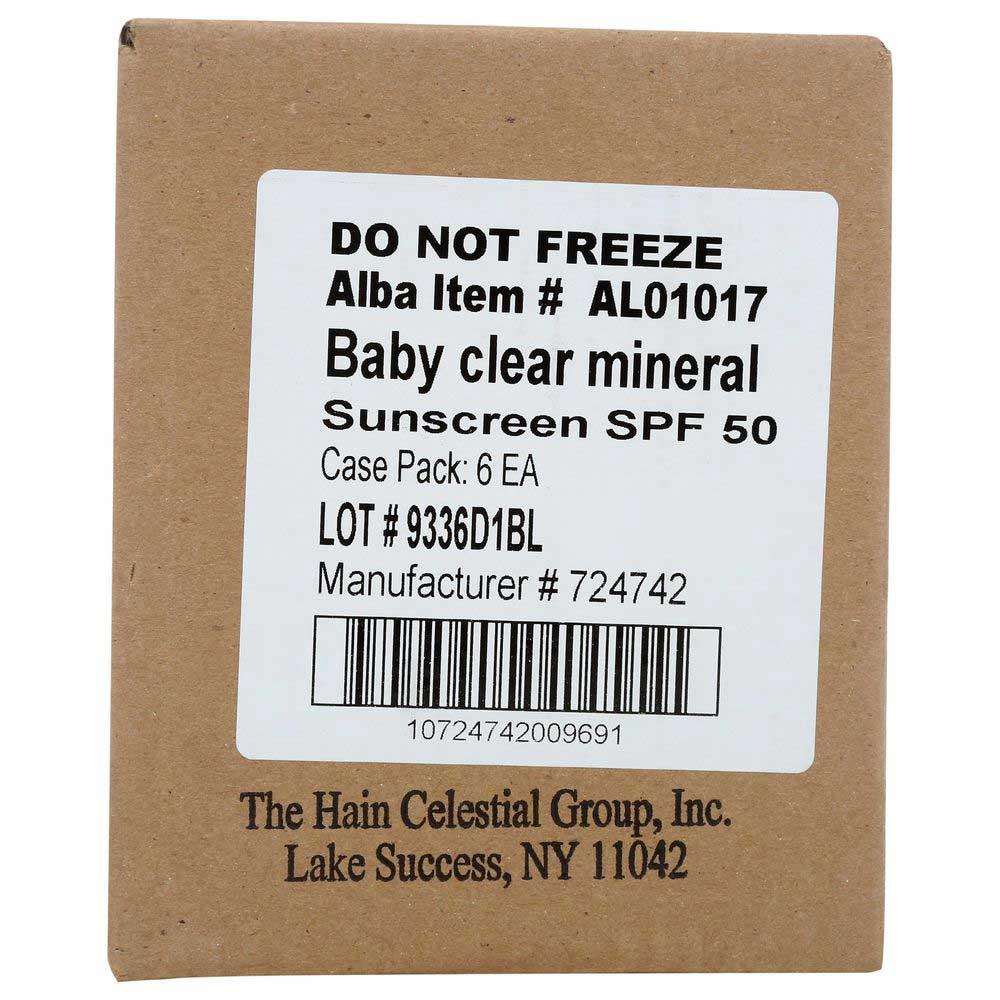 DO NOT FREEZE
Alba Item # AL01017
Baby clear mineral
Sunscreen SPF 50
Case Pack: 6 EA
LOT # 9336D1BL
Manufacturer # 724742
10724742009691
The Hain Celestial Group, Inc.
Lake Success, NY 11042